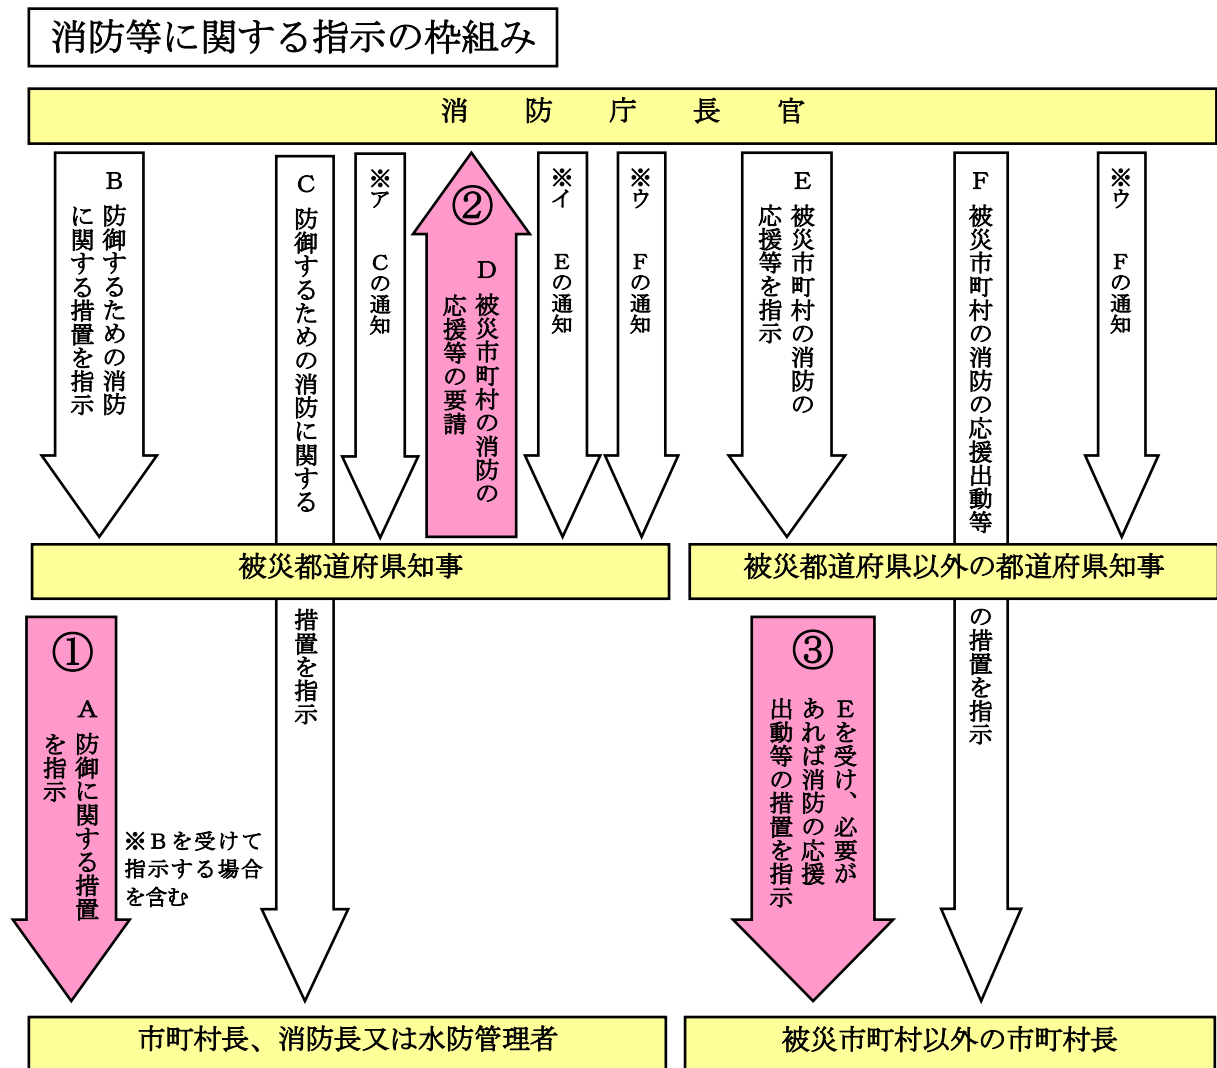 消防等に関する指示の枠組み
消防庁長官
B 防御するための消防
に関する措置を指示
C 防御するための消防に関する
措置を指示
※ア Cの通知
②
D 被災市町村の消防の
応援等の要請
※イ Eの通知
※ウ Fの通知
E 被災市町村の消防の
応援等を指示
F 被災市町村の消防の応援出動等
の措置を指示
※ウ Fの通知
被災都道府県知事
被災都道府県以外の都道府県知事
①
A 防御に関する措置
を指示
※Bを受けて
指示する場合
を含む
③
Eを受け、必要が
あれば消防の応援
出動等の措置を指示
市町村長、消防長又は水防管理者
被災市町村以外の市町村長